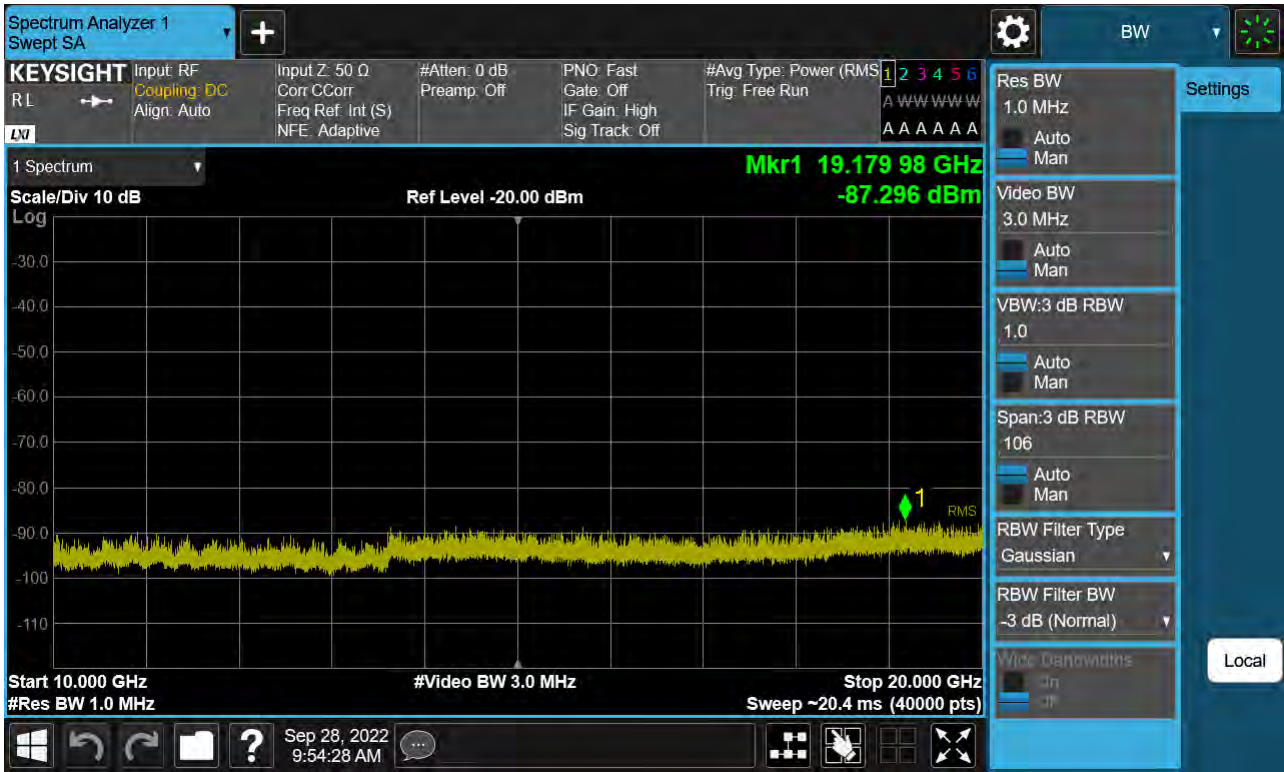 Spectrum Analyzer 1
Swept SA
+
BW
KEYSIGHT
RL
LXI
Input: RF
Coupling: DC
Align: Auto
Input Z: 50 Ω
Corr CCorr
Freq Ref: Int (S)
NFE: Adaptive
#Atten: 0 dB
Preamp: Off
PNO: Fast
Gate: Off
IF Gain: High
Sig Track: Off
#Avg Type: Power (RMS
Trig: Free Run
1 2 3 4 5 6
A W W W W W
A A A A A A
1 Spectrum
Mkr1 19.179 98 GHz
Scale/Div 10 dB
Ref Level -20.00 dBm
-87.296 dBm
Log
-30.0
-40.0
-50.0
-60.0
-70.0
-80.0
-90.0
-100
-110
1
RMS
Start 10.000 GHz
#Video BW 3.0 MHz
Stop 20.000 GHz
#Res BW 1.0 MHz
Sweep ~20.4 ms (40000 pts)
Res BW
1.0 MHz
Auto
Man
Video BW
3.0 MHz
Auto
Man
VBW:3 dB RBW
1.0
Auto
Man
Span:3 dB RBW
106
Auto
Man
RBW Filter Type
Gaussian
RBW Filter BW
-3 dB (Normal)
Settings
Local
?
Sep 28, 2022
9:54:28 AM